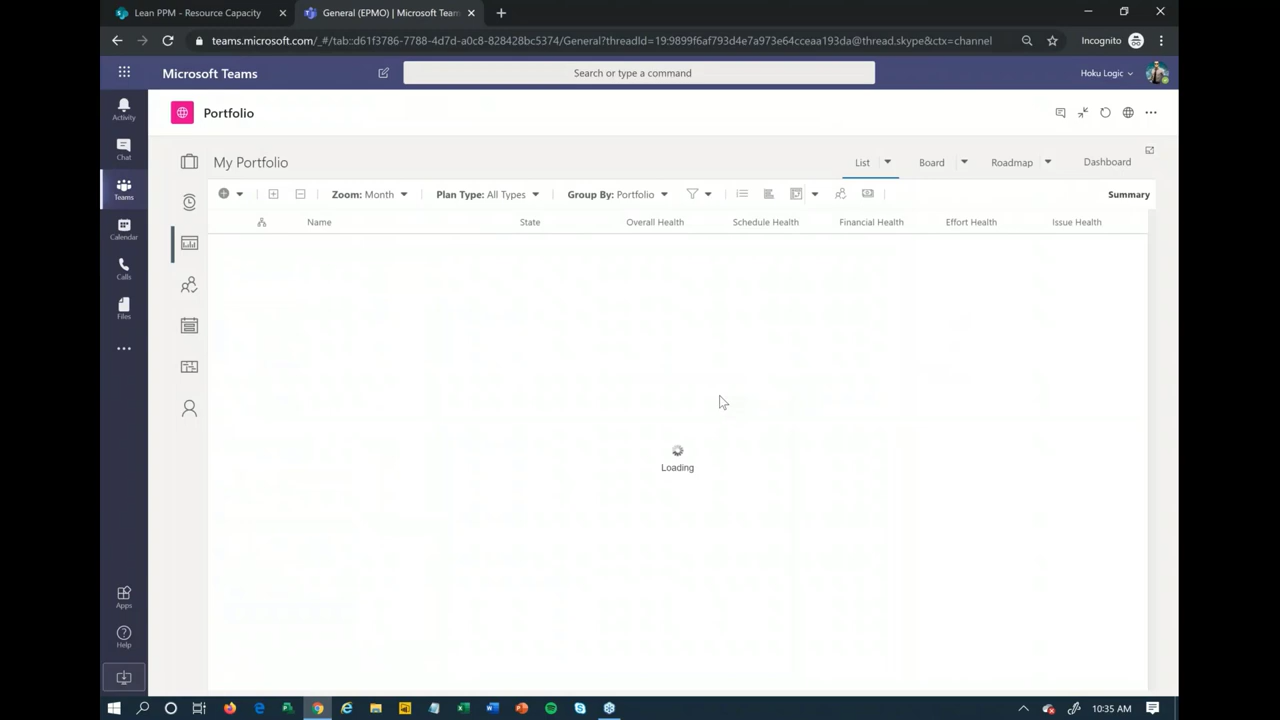 Lean PPM - Resource Capacity
General (EPMO) | Microsoft Team
teams.microsoft.com/_#/tab::d61f3786-7788-4d7d-a0c8-828428bc5374/General?threadId=19:9899f6af793d4e7a973e64cceaa193da@thread.skype&ctx=channel
Incognito
Microsoft Teams
Search or type a command
Hoku Logic
Activity
Chat
Teams
Calendar
Calls
Files
Apps
Help
Portfolio
My Portfolio
List
Board
Roadmap
Dashboard
Zoom: Month
Plan Type: All Types
Group By: Portfolio
Summary
Name
State
Overall Health
Schedule Health
Financial Health
Effort Health
Issue Health
Loading
10:35 AM